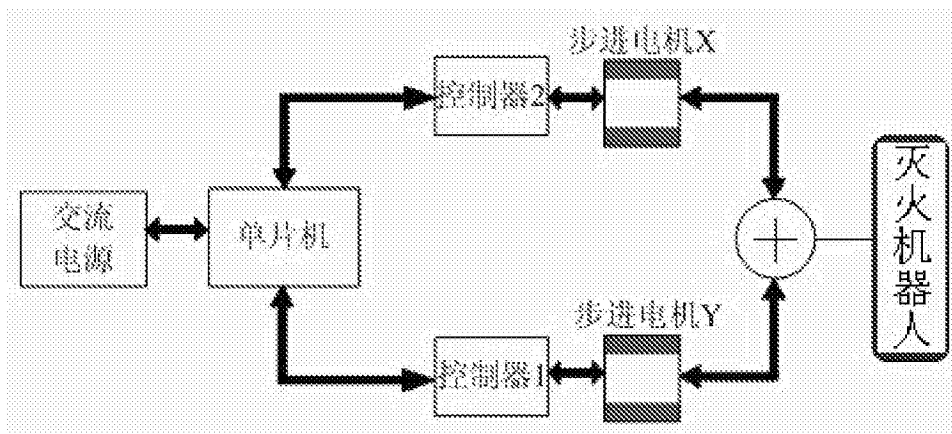 步进电机X
控制器2
交流
电源
单片机
灭火机器人
步进电机Y
控制器1